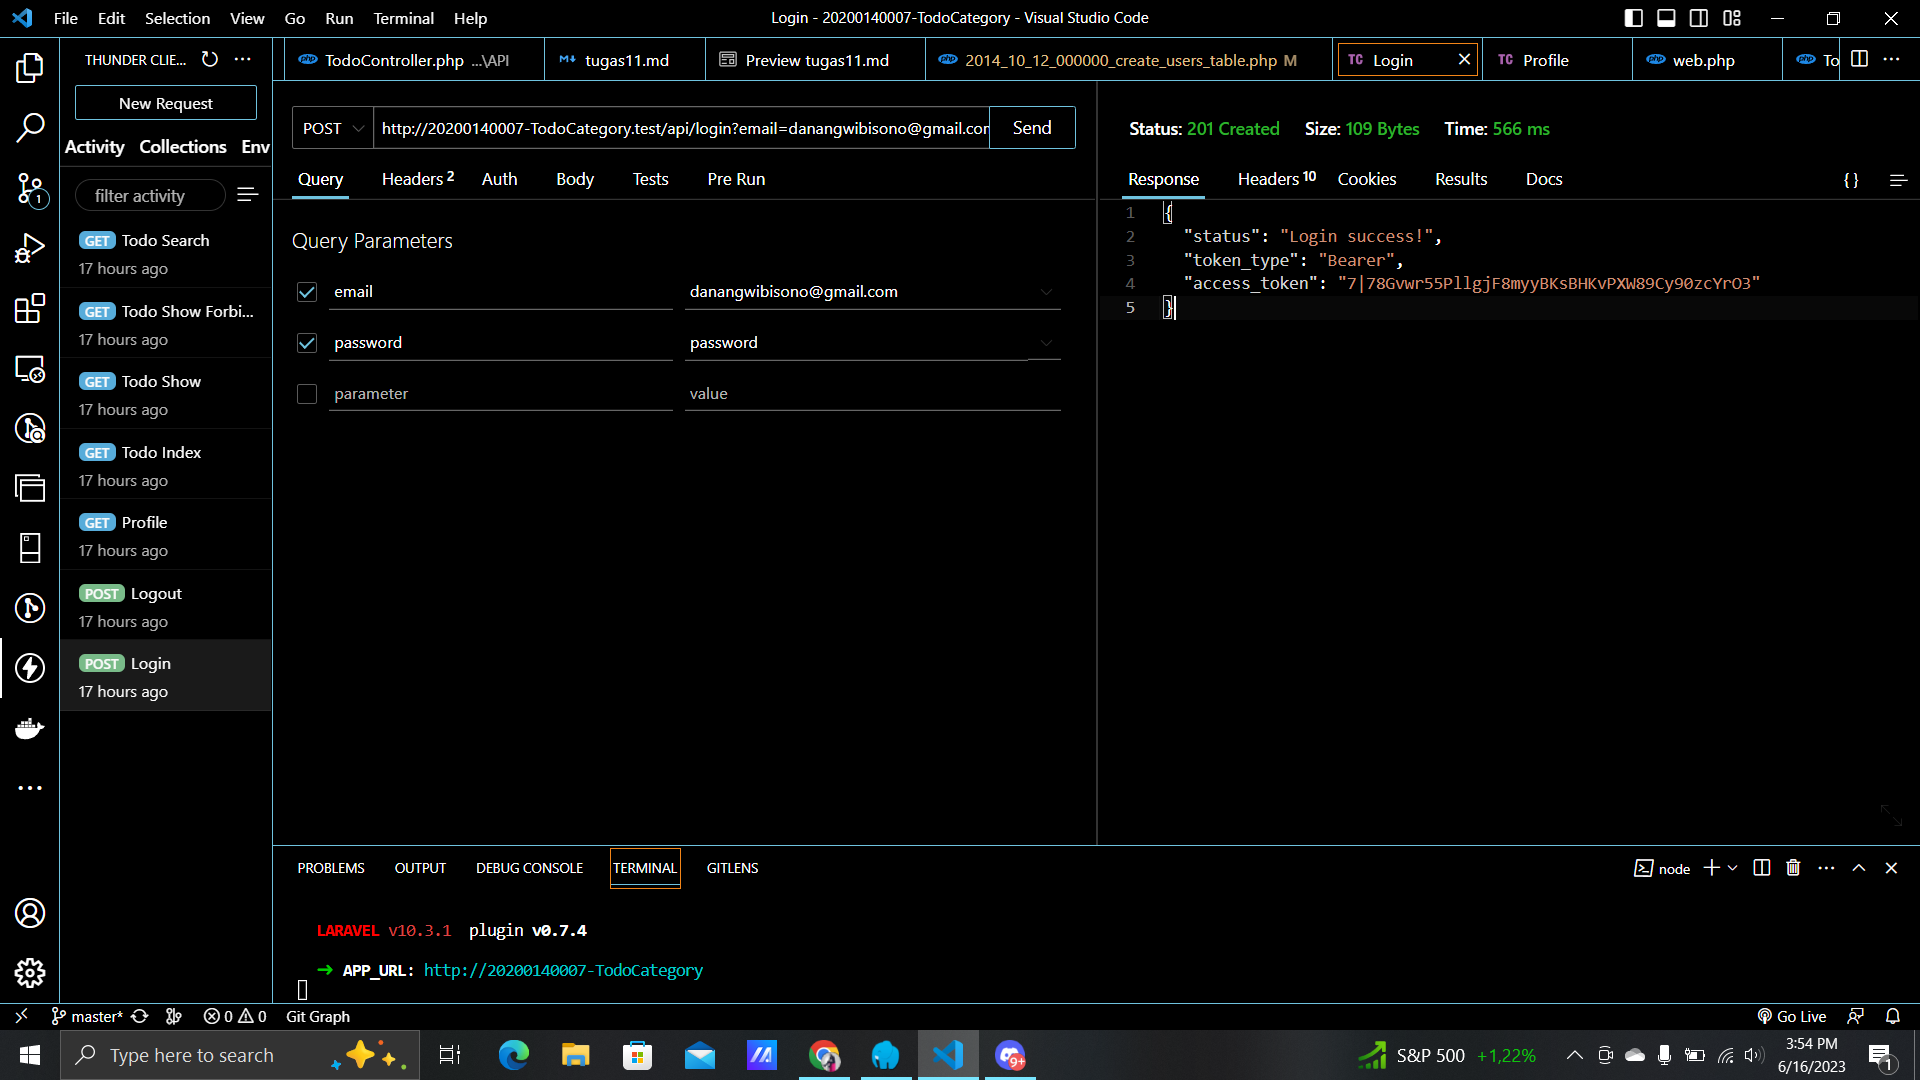 File Edit Selection View Go Run Terminal Help
Login - 20200140007-TodoCategory - Visual Studio Code
THUNDER CLIE...
New Request
Activity Collections Env
filter activity
GET Todo Search
17 hours ago
GET Todo Show Forbi...
17 hours ago
GET Todo Show
17 hours ago
GET Todo Index
17 hours ago
GET Profile
17 hours ago
POST Logout
17 hours ago
POST Login
17 hours ago
1
php TodoController.php ...\API
M↓ tugas11.md
Preview tugas11.md
php 2014_10_12_000000_create_users_table.php M
TC Login
TC Profile
php web.php
php To
POST
http://20200140007-TodoCategory.test/api/login?email=danangwibisono@gmail.com
Send
Query Headers 2 Auth Body Tests Pre Run
Query Parameters
email danangwibisono@gmail.com
password password
parameter value
Status: 201 Created Size: 109 Bytes Time: 566 ms
Response Headers 10 Cookies Results Docs
{ }
1 {
2 "status": "Login success!",
3 "token_type": "Bearer",
4 "access_token": "7|78Gvwr55PllgjF8myyBKsBHKvPXW89Cy90zcYrO3"
5 }
PROBLEMS OUTPUT DEBUG CONSOLE TERMINAL GITLENS
node
LARAVEL v10.3.1 plugin v0.7.4
➜ APP_URL: http://20200140007-TodoCategory
master* 0 0 Git Graph
Go Live
Type here to search
9+
S&P 500 +1,22%
3:54 PM
6/16/2023
1